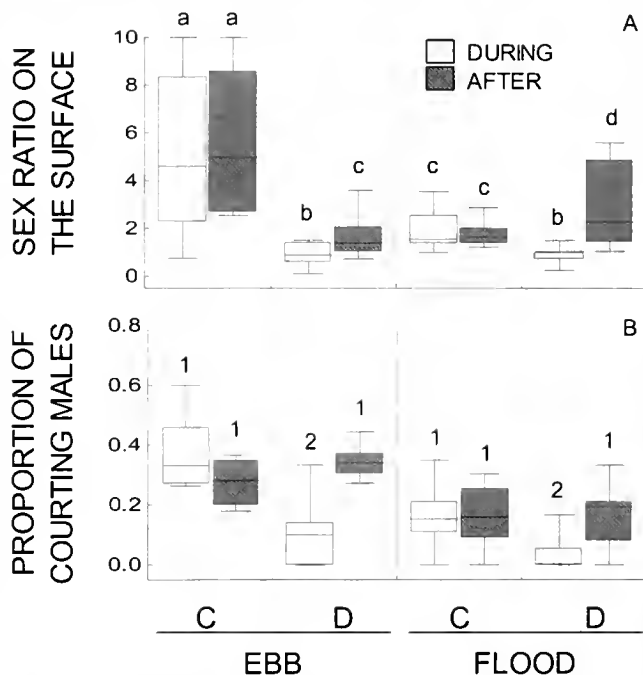 a a A
DURING
AFTER
SEX RATIO ON
THE SURFACE
10
8
6
4
2
0
b c c c b d
B
PROPORTION OF
COURTING MALES
0.8
0.6
0.4
0.2
0.0
1 1 2 1 1 1 2 1
C D C D
EBB FLOOD